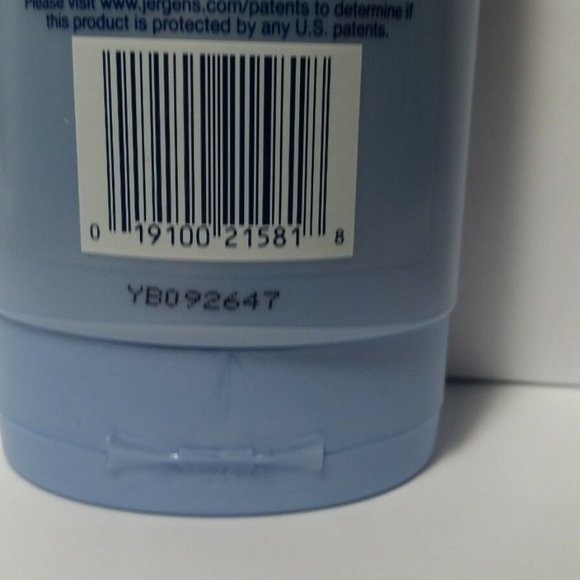 Please visit www.jergens.com/patents to determine if
this product is protected by any U.S. patents.
0 19100 21581 8
YB092647